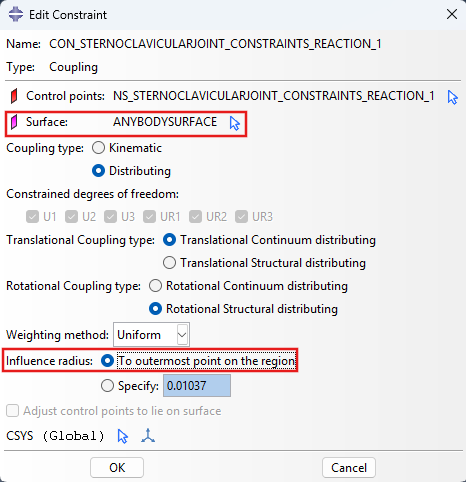 Edit Constraint
Name: CON_STERNOCLAVICULARJOINT_CONSTRAINTS_REACTION_1
Type: Coupling
Control points: NS_STERNOCLAVICULARJOINT_CONSTRAINTS_REACTION_1
Surface: ANYBODYSURFACE
Coupling type: Kinematic
Distributing
Constrained degrees of freedom:
U1 U2 U3 UR1 UR2 UR3
Translational Coupling type: Translational Continuum distributing
Translational Structural distributing
Rotational Coupling type: Rotational Continuum distributing
Rotational Structural distributing
Weighting method: Uniform
Influence radius: To outermost point on the region
Specify: 0.01037
Adjust control points to lie on surface
CSYS (Global)
OK Cancel